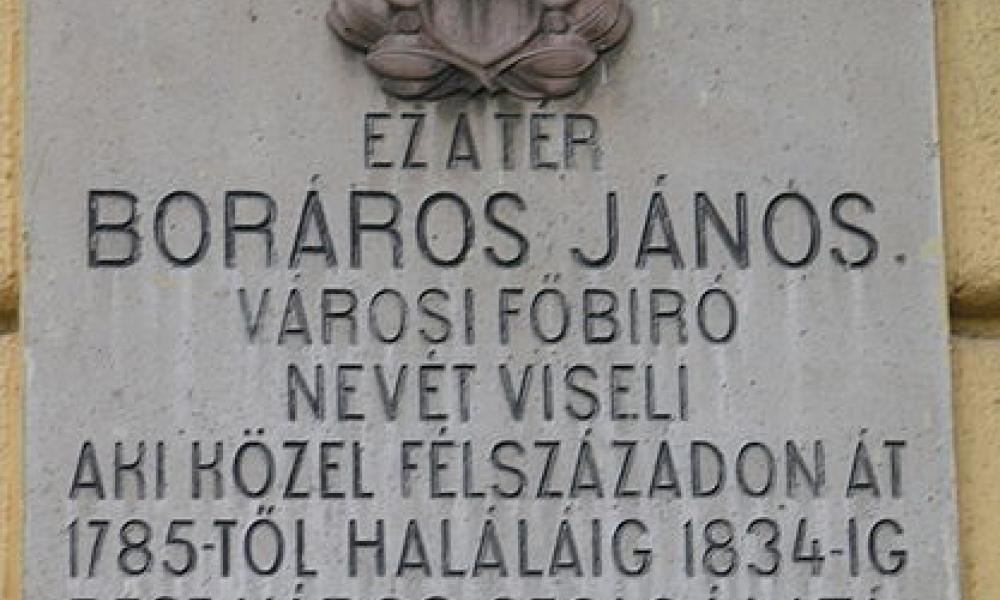 EZ A TÉR
BORÁROS JÁNOS.
VÁROSI FŐBIRÓ
NEVÉT VISELI
AKI KÖZEL FÉLSZÁZADON ÁT
1785-TŐL HALÁLÁIG 1834-IG